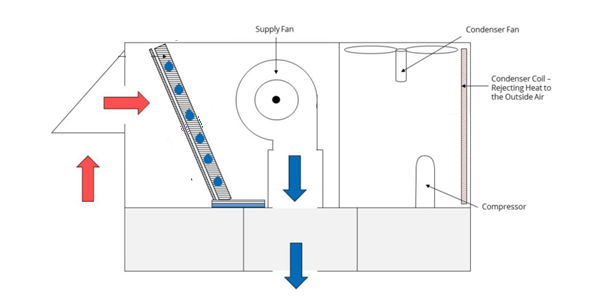 Supply Fan
Condenser Fan
Condenser Coil –
Rejecting Heat to
the Outside Air
Compressor